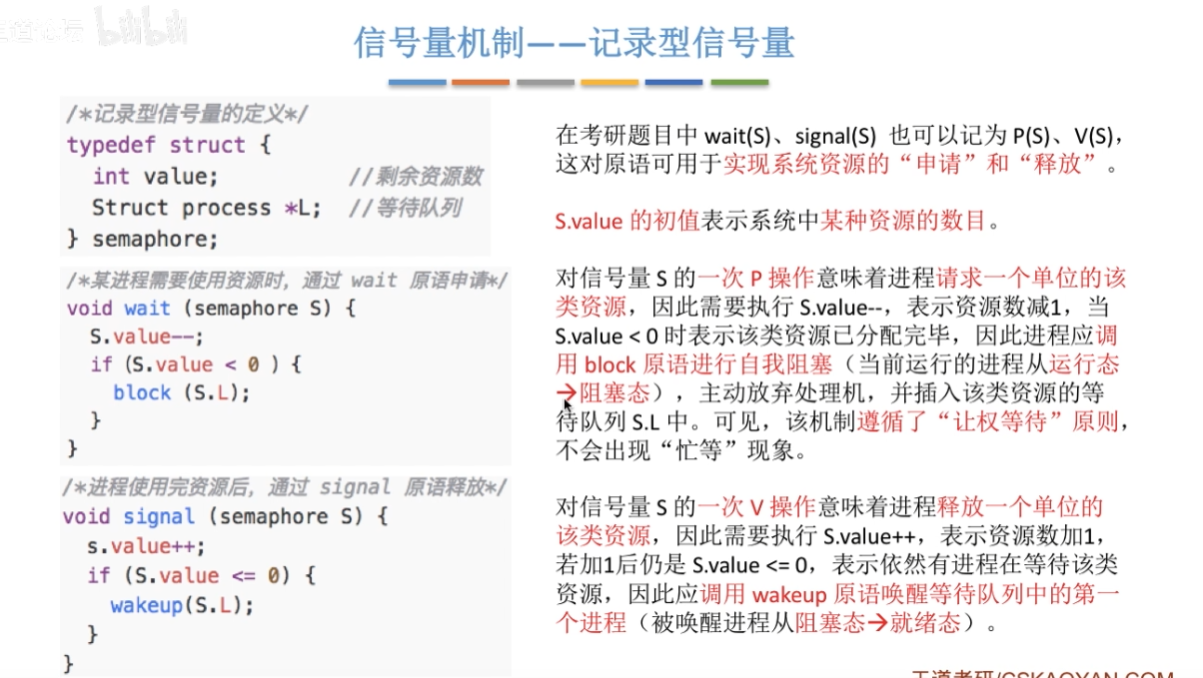 bilibili
信号量机制——记录型信号量
/*记录型信号量的定义*/
typedef struct {
int value; //剩余资源数
Struct process *L; //等待队列
} semaphore;
/*某进程需要使用资源时，通过 wait 原语申请*/
void wait (semaphore S) {
S.value--;
if (S.value < 0 ) {
block (S.L);
}
}
/*进程使用完资源后，通过 signal 原语释放*/
void signal (semaphore S) {
s.value++;
if (S.value <= 0) {
wakeup(S.L);
}
}
在考研题目中 wait(S)、signal(S) 也可以记为 P(S)、V(S)，
这对原语可用于实现系统资源的“申请”和“释放”。
S.value 的初值表示系统中某种资源的数目。
对信号量 S 的一次 P 操作意味着进程请求一个单位的该
类资源，因此需要执行 S.value--，表示资源数减1，当
S.value < 0 时表示该类资源已分配完毕，因此进程应调
用 block 原语进行自我阻塞（当前运行的进程从运行态
→阻塞态），主动放弃处理机，并插入该类资源的等
待队列 S.L 中。可见，该机制遵循了“让权等待”原则，
不会出现“忙等”现象。
对信号量 S 的一次 V 操作意味着进程释放一个单位的
该类资源，因此需要执行 S.value++，表示资源数加1，
若加1后仍是 S.value <= 0，表示依然有进程在等待该类
资源，因此应调用 wakeup 原语唤醒等待队列中的第一
个进程（被唤醒进程从阻塞态→就绪态）。
王道考研/CSKAOYAN.COM